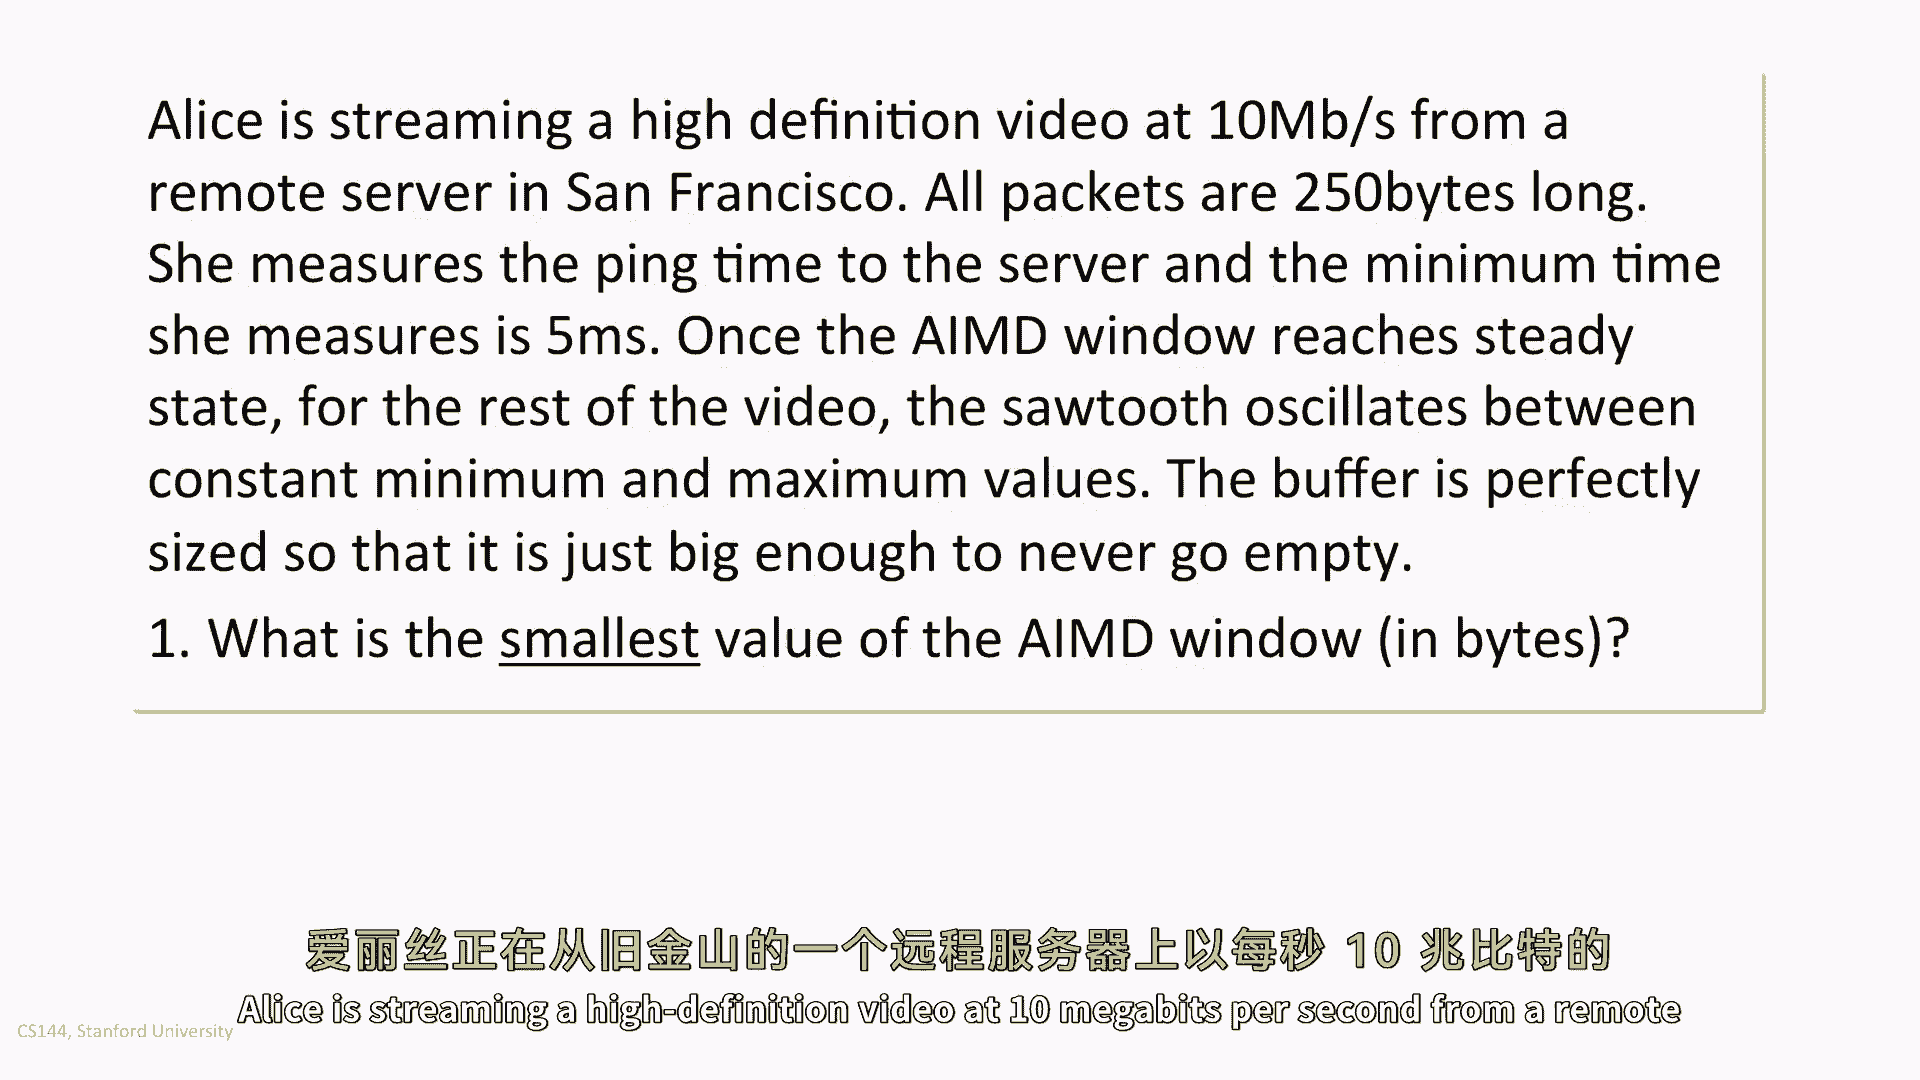 Alice is streaming a high definition video at 10Mb/s from a
remote server in San Francisco. All packets are 250bytes long.
She measures the ping time to the server and the minimum time
she measures is 5ms. Once the AIMD window reaches steady
state, for the rest of the video, the sawtooth oscillates between
constant minimum and maximum values. The buffer is perfectly
sized so that it is just big enough to never go empty.
1. What is the smallest value of the AIMD window (in bytes)?
爱丽丝正在从旧金山的一个远程服务器上以每秒 10 兆比特的
Alice is streaming a high-definition video at 10 megabits per second from a remote
CS144, Stanford University